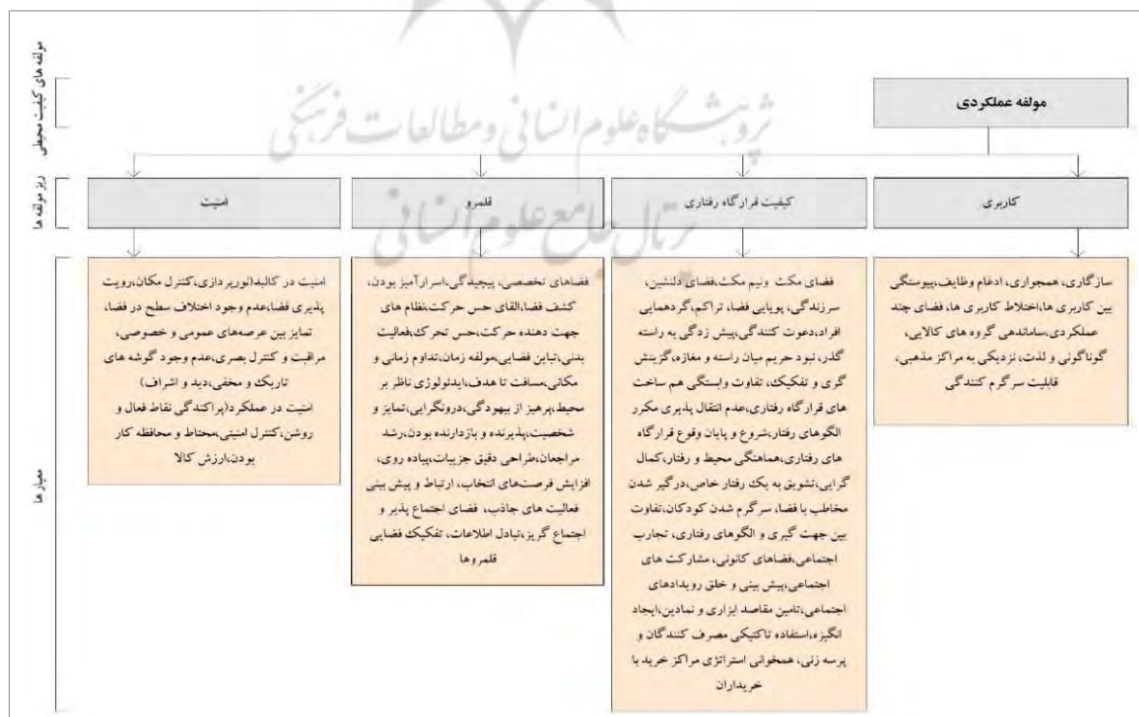 مولفه های کیفیت محیطی
مولفه عملکردی
پژوهشگاه علوم انسانی و مطالعات فرهنگی
ریز مولفه ها
کاربری
کیفیت قرارگاه رفتاری
قلمرو
امنیت
پرتال جامع علوم انسانی
معیار ها
سازگاری، همجواری، ادغام وظایف،پیوستگی
بین کاربری ها،اختلاط کاربری ها، فضای چند
عملکردی،ساماندهی گروه های کالایی،
گوناگونی و لذت، نزدیکی به مراکز مذهبی،
قابلیت سرگرم کنندگی
فضای مکث ونیم مکث،فضای دلنشین،
سرزندگی، پویایی فضا، تراکم،گردهمایی
افراد،دعوت کنندگی،پیش زدگی به راسته
گذر، نبود حریم میان راسته و مغازه،گزینش
گری و تفکیک، تفاوت وابستگی هم ساخت
های قرارگاه رفتاری،عدم انتقال پذیری مکرر
الگوهای رفتار،شروع و پایان وقوع قرارگاه
های رفتاری،هماهنگی محیط و رفتار،کمال
گرایی،تشویق به یک رفتار خاص،درگیر شدن
مخاطب با فضا، سرگرم شدن کودکان،تفاوت
بین جهت گیری و الگوهای رفتاری، تجارب
اجتماعی،فضاهای کانونی، مشارکت های
اجتماعی،پیش بینی و خلق رویدادهای
اجتماعی،تامین مقاصد ابزاری و نمادین،ایجاد
انگیزه،استفاده تاکتیکی مصرف کنندگان و
پرسه زنی، همخوانی استراتژی مراکز خرید با
خریداران
فضاهای تخصصی، پیچیدگی،اسرارآمیز بودن،
کشف فضا،القای حس حرکت،نظام های
جهت دهنده حرکت،حس تحرک،فعالیت
بدنی،تباین فضایی،مولفه زمان،تداوم زمانی و
مکانی،مسافت تا هدف،ایدئولوژی ناظر بر
محیط،پرهیز از بیهودگی،درونگرایی،تمایز و
شخصیت،پذیرنده و بازدارنده بودن،رشد
مراجعان،طراحی دقیق جزییات،پیاده روی،
افزایش فرصت‌های انتخاب، ارتباط و پیش بینی
فعالیت های جاذب، فضای اجتماع پذیر و
اجتماع گریز،تبادل اطلاعات، تفکیک فضایی
قلمروها
امنیت در کالبد(نورپردازی،کنترل مکان،رویت
پذیری فضا،عدم وجود اختلاف سطح در فضا،
تمایز بین عرصه‌های عمومی و خصوصی،
مراقبت و کنترل بصری،عدم وجود گوشه های
تاریک و مخفی،دید و اشراف)
امنیت در عملکرد(پراکندگی نقاط فعال و
روشن،کنترل امنیتی،محتاط و محافظه کار
بودن،ارزش کالا